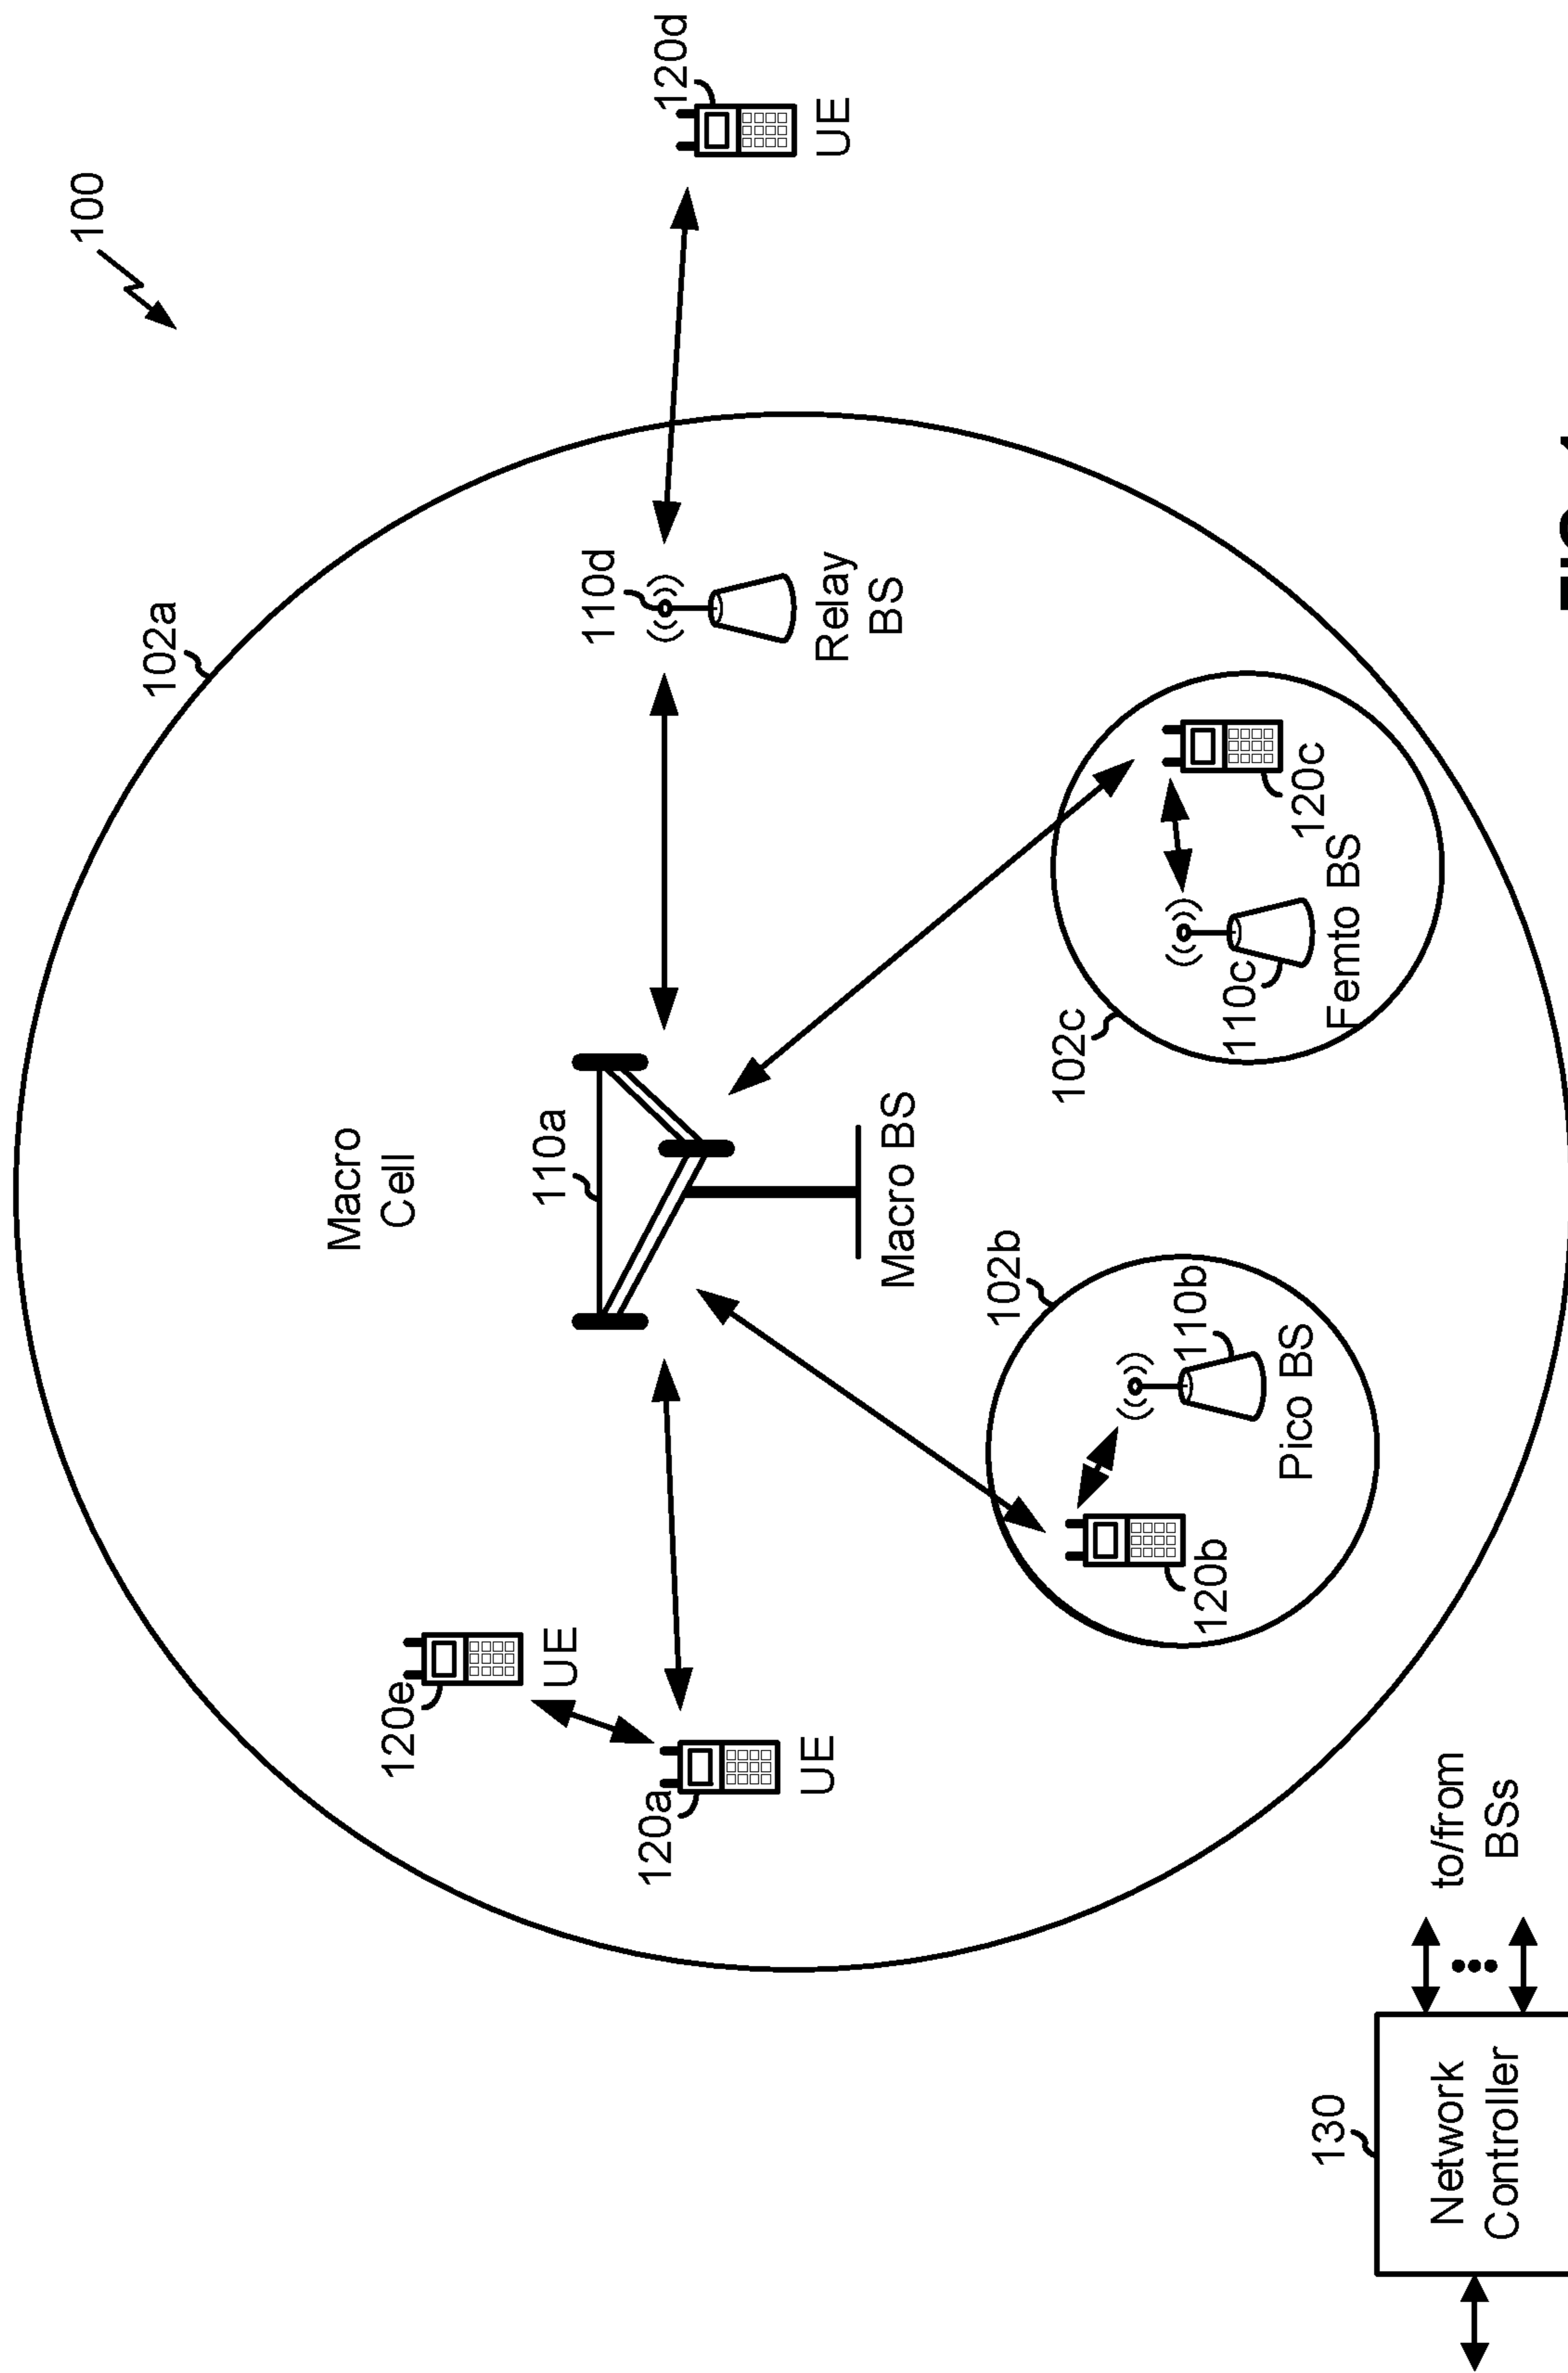 100
102a
Macro
Cell
120e
UE
110a
110d
120d
UE
120a
UE
Relay
BS
Macro BS
102b
102c
120b
110b
Pico BS
110c
120c
Femto BS
130
Network
Controller
to/from
BSs